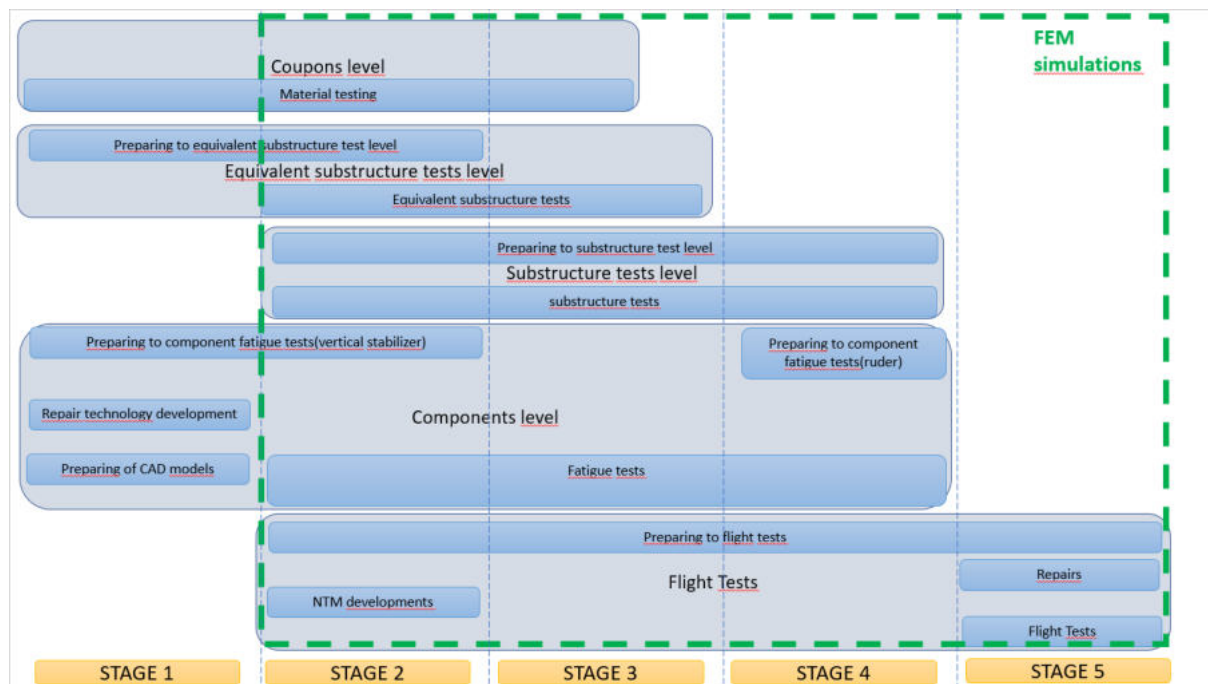 FEM
simulations
Coupons level
Material testing
Preparing to equivalent substructure test level
Equivalent substructure tests level
Equivalent substructure tests
Preparing to substructure test level
Substructure tests level
substructure tests
Preparing to component fatigue tests(vertical stabilizer)
Preparing to component
fatigue tests(ruder)
Repair technology development
Components level
Preparing of CAD models
Fatigue tests
Preparing to flight tests
Flight Tests
Repairs
NTM developments
Flight Tests
STAGE 1
STAGE 2
STAGE 3
STAGE 4
STAGE 5